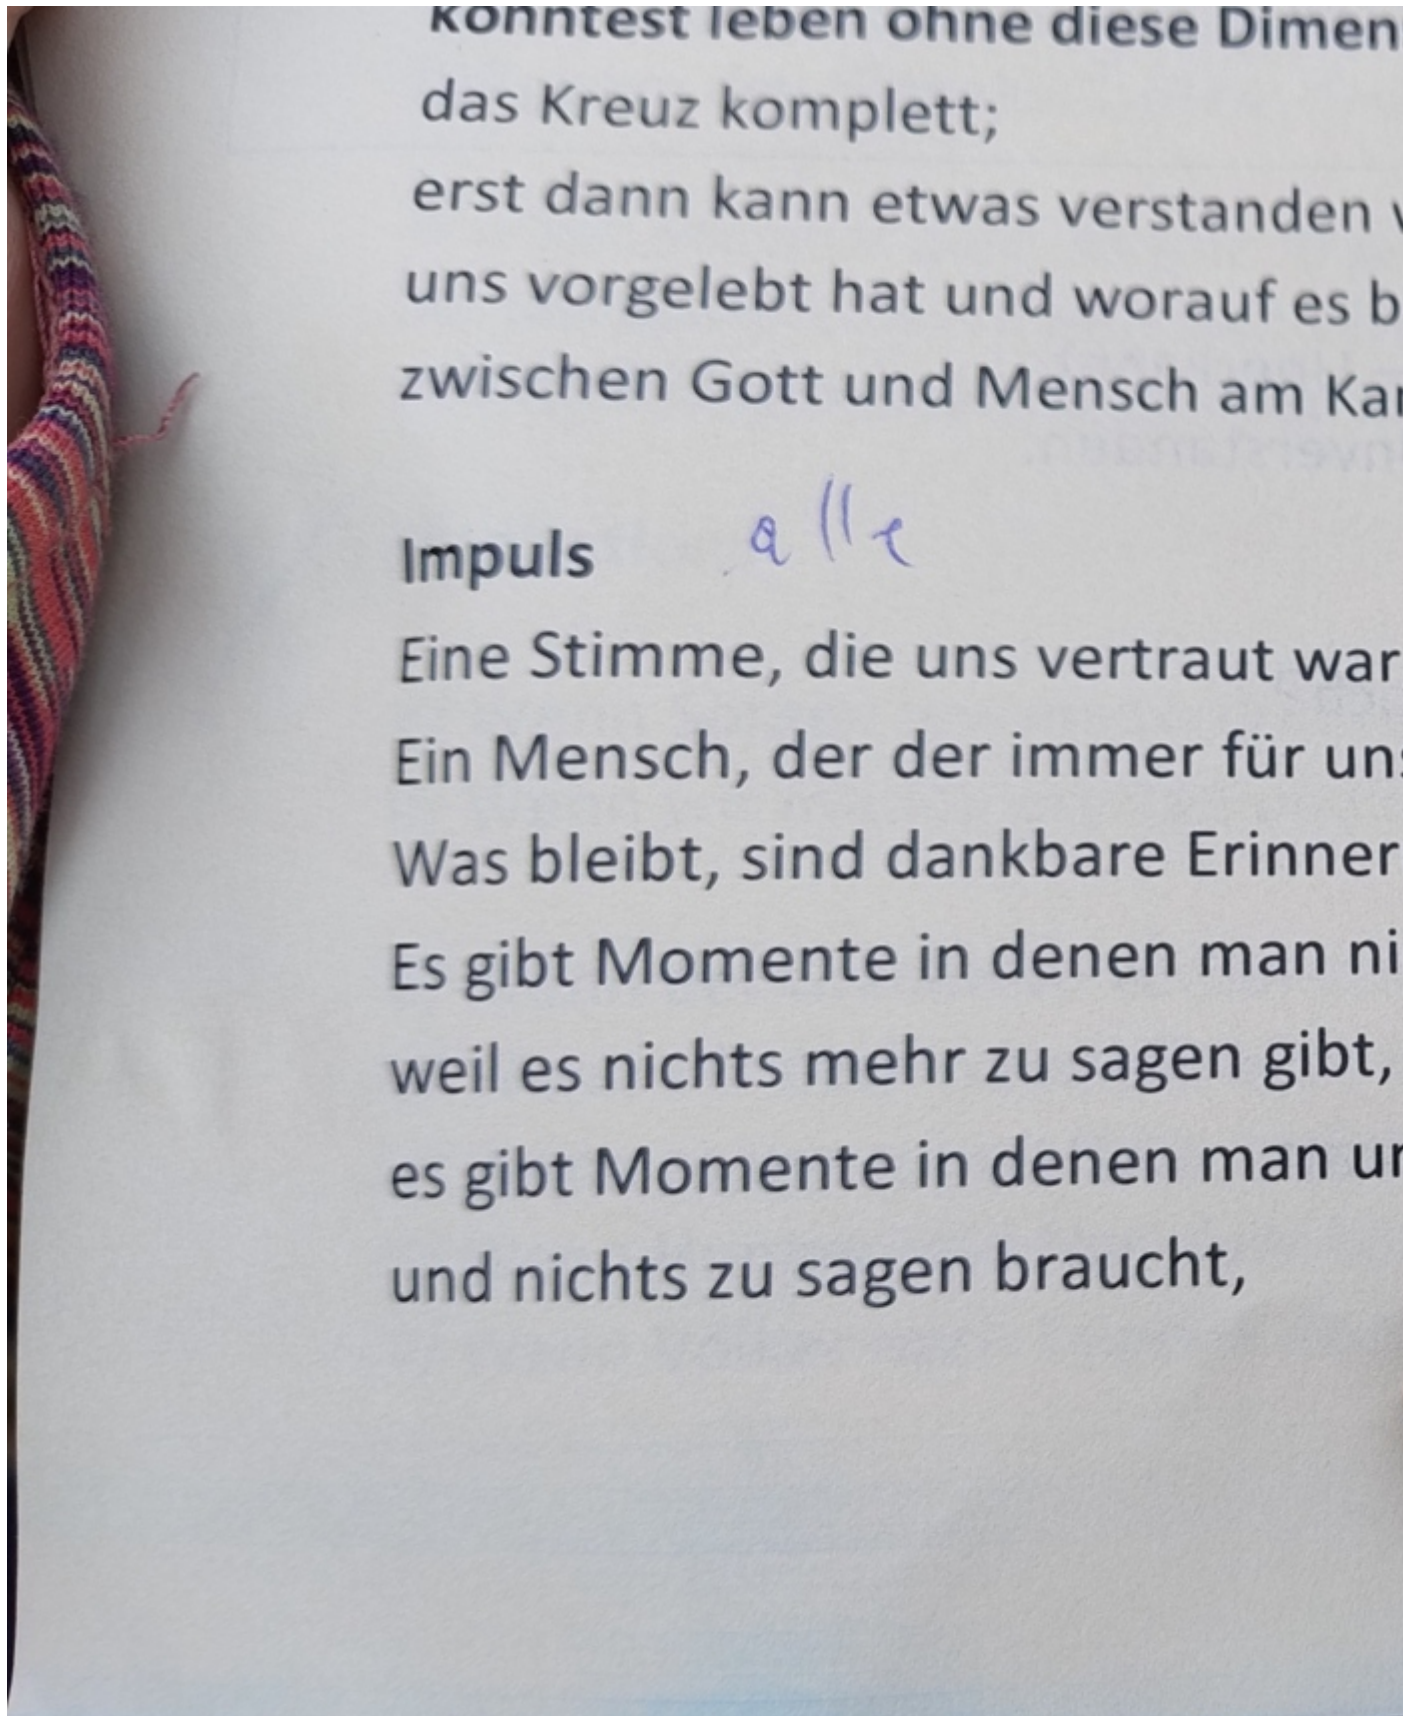 könntest leben ohne diese Dimen
das Kreuz komplett;
erst dann kann etwas verstanden
uns vorgelebt hat und worauf es b
zwischen Gott und Mensch am Kar
Impuls alle
Eine Stimme, die uns vertraut war
Ein Mensch, der der immer für uns
Was bleibt, sind dankbare Erinner
Es gibt Momente in denen man ni
weil es nichts mehr zu sagen gibt,
es gibt Momente in denen man un
und nichts zu sagen braucht,